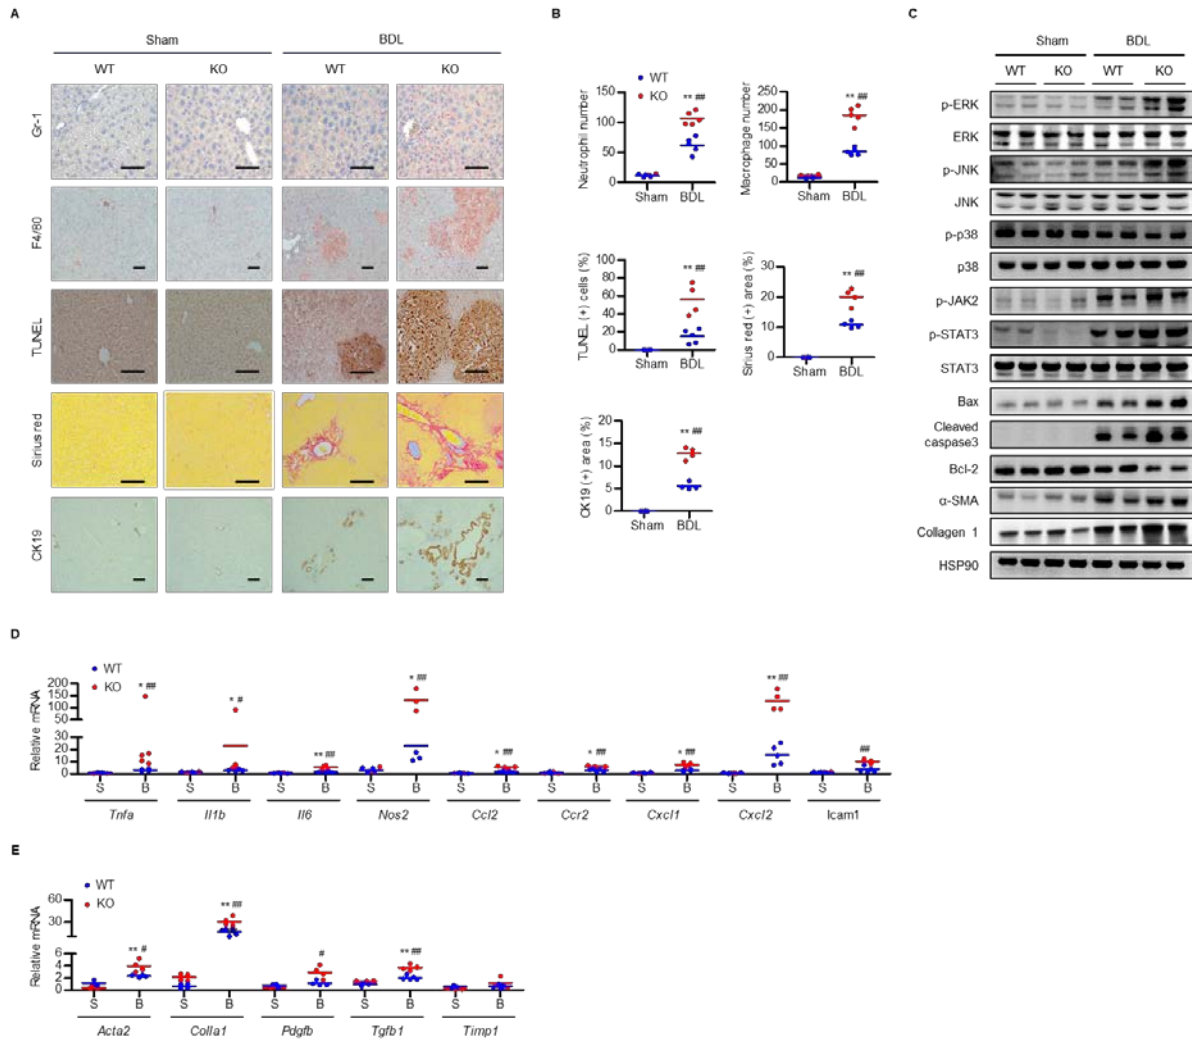 A
Sham BDL
WT KO WT KO
Gr-1
F4/80
TUNEL
Sirius red
CK19
B
WT
KO
Neutrophil number
150
100
50
0
Sham BDL
** ##
Macrophage number
250
200
150
100
50
0
Sham BDL
** ##
TUNEL (+) cells (%)
100
80
60
40
20
0
Sham BDL
** ##
Sirius red (+) area (%)
30
20
10
0
Sham BDL
** ##
CK19 (+) area (%)
20
15
10
5
0
Sham BDL
** ##
C
Sham BDL
WT KO WT KO
p-ERK
ERK
p-JNK
JNK
p-p38
p38
p-JAK2
p-STAT3
STAT3
Bax
Cleaved
caspase3
Bcl-2
α-SMA
Collagen 1
HSP90
D
WT
KO
Relative mRNA
200
150
100
50
30
20
10
0
* ## * # ** ## * ## * ## * ## * ## ** ## ##
S B S B S B S B S B S B S B S B S B
Tnfa Il1b Il6 Nos2 Ccl2 Ccr2 Cxcl1 Cxcl2 Icam1
E
WT
KO
Relative mRNA
60
30
6
4
2
0
** # ** ## # ** ##
S B S B S B S B S B
Acta2 Colla1 Pdgfb Tgfb1 Timp1